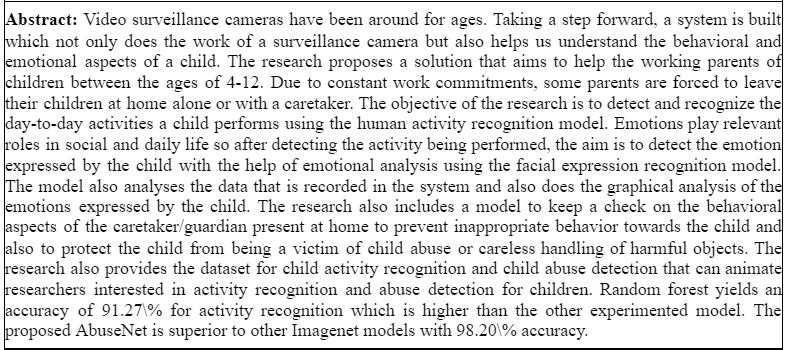 Abstract: Video surveillance cameras have been around for ages. Taking a step forward, a system is built
which not only does the work of a surveillance camera but also helps us understand the behavioral and
emotional aspects of a child. The research proposes a solution that aims to help the working parents of
children between the ages of 4-12. Due to constant work commitments, some parents are forced to leave
their children at home alone or with a caretaker. The objective of the research is to detect and recognize the
day-to-day activities a child performs using the human activity recognition model. Emotions play relevant
roles in social and daily life so after detecting the activity being performed, the aim is to detect the emotion
expressed by the child with the help of emotional analysis using the facial expression recognition model.
The model also analyses the data that is recorded in the system and also does the graphical analysis of the
emotions expressed by the child. The research also includes a model to keep a check on the behavioral
aspects of the caretaker/guardian present at home to prevent inappropriate behavior towards the child and
also to protect the child from being a victim of child abuse or careless handling of harmful objects. The
research also provides the dataset for child activity recognition and child abuse detection that can animate
researchers interested in activity recognition and abuse detection for children. Random forest yields an
accuracy of 91.27\% for activity recognition which is higher than the other experimented model. The
proposed AbuseNet is superior to other Imagenet models with 98.20\% accuracy.